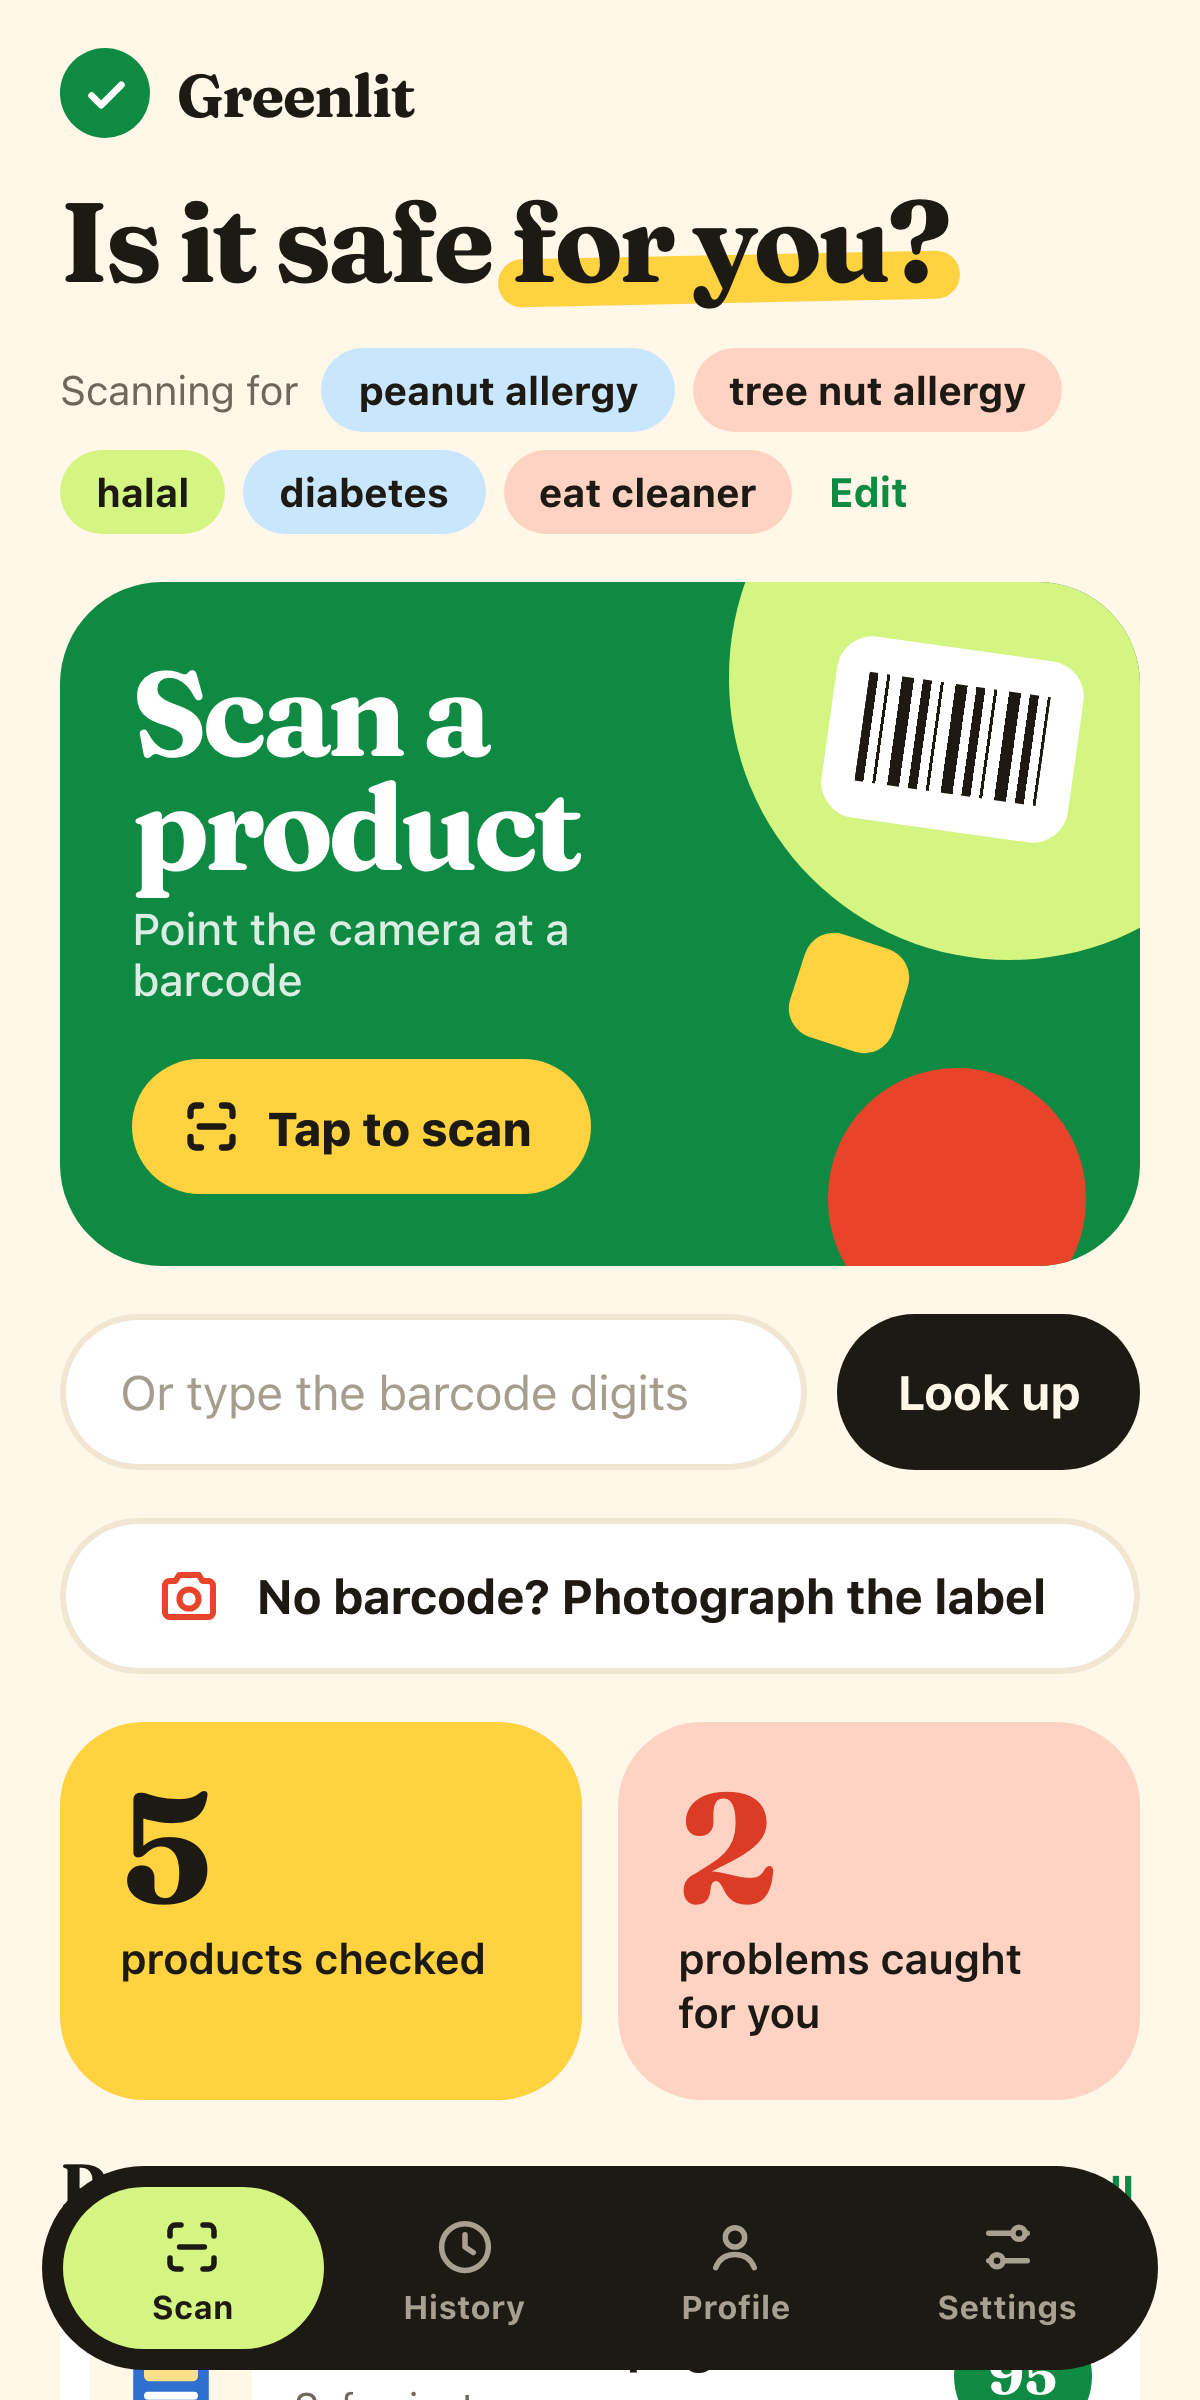 Greenlit
Is it safe for you?
Scanning for peanut allergy tree nut allergy
halal diabetes eat cleaner Edit
Scan a
product
Point the camera at a
barcode
Tap to scan
Or type the barcode digits Look up
No barcode? Photograph the label
5
products checked
2
problems caught
for you
Scan History Profile Settings
95